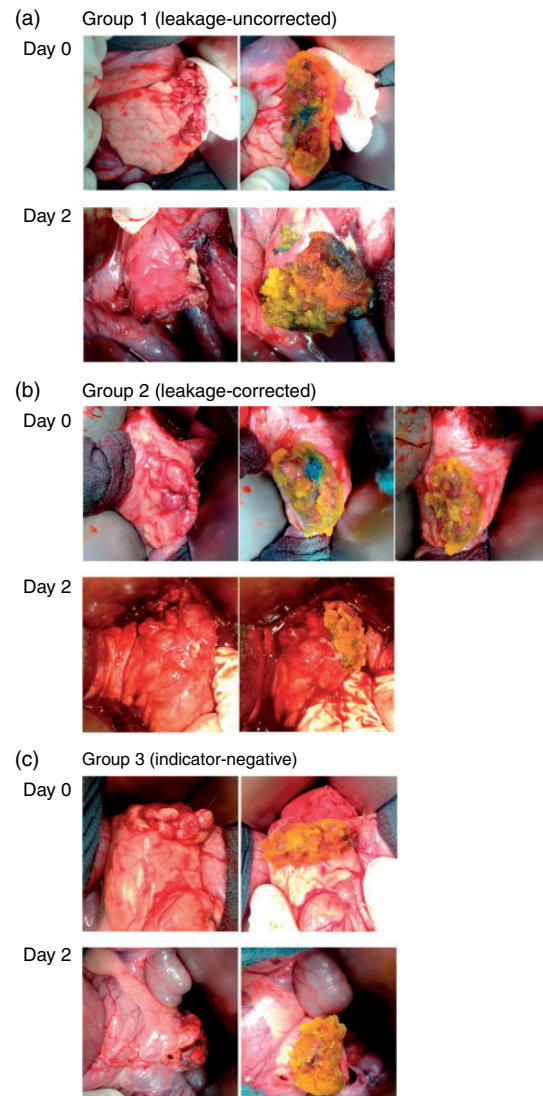 (a) Group 1 (leakage-uncorrected)
Day 0
Day 2
(b) Group 2 (leakage-corrected)
Day 0
Day 2
(c) Group 3 (indicator-negative)
Day 0
Day 2